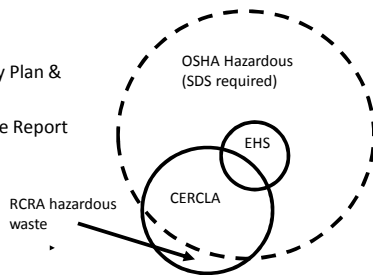 y Plan &
e Report
OSHA Hazardous
(SDS required)
EHS
CERCLA
RCRA hazardous
waste